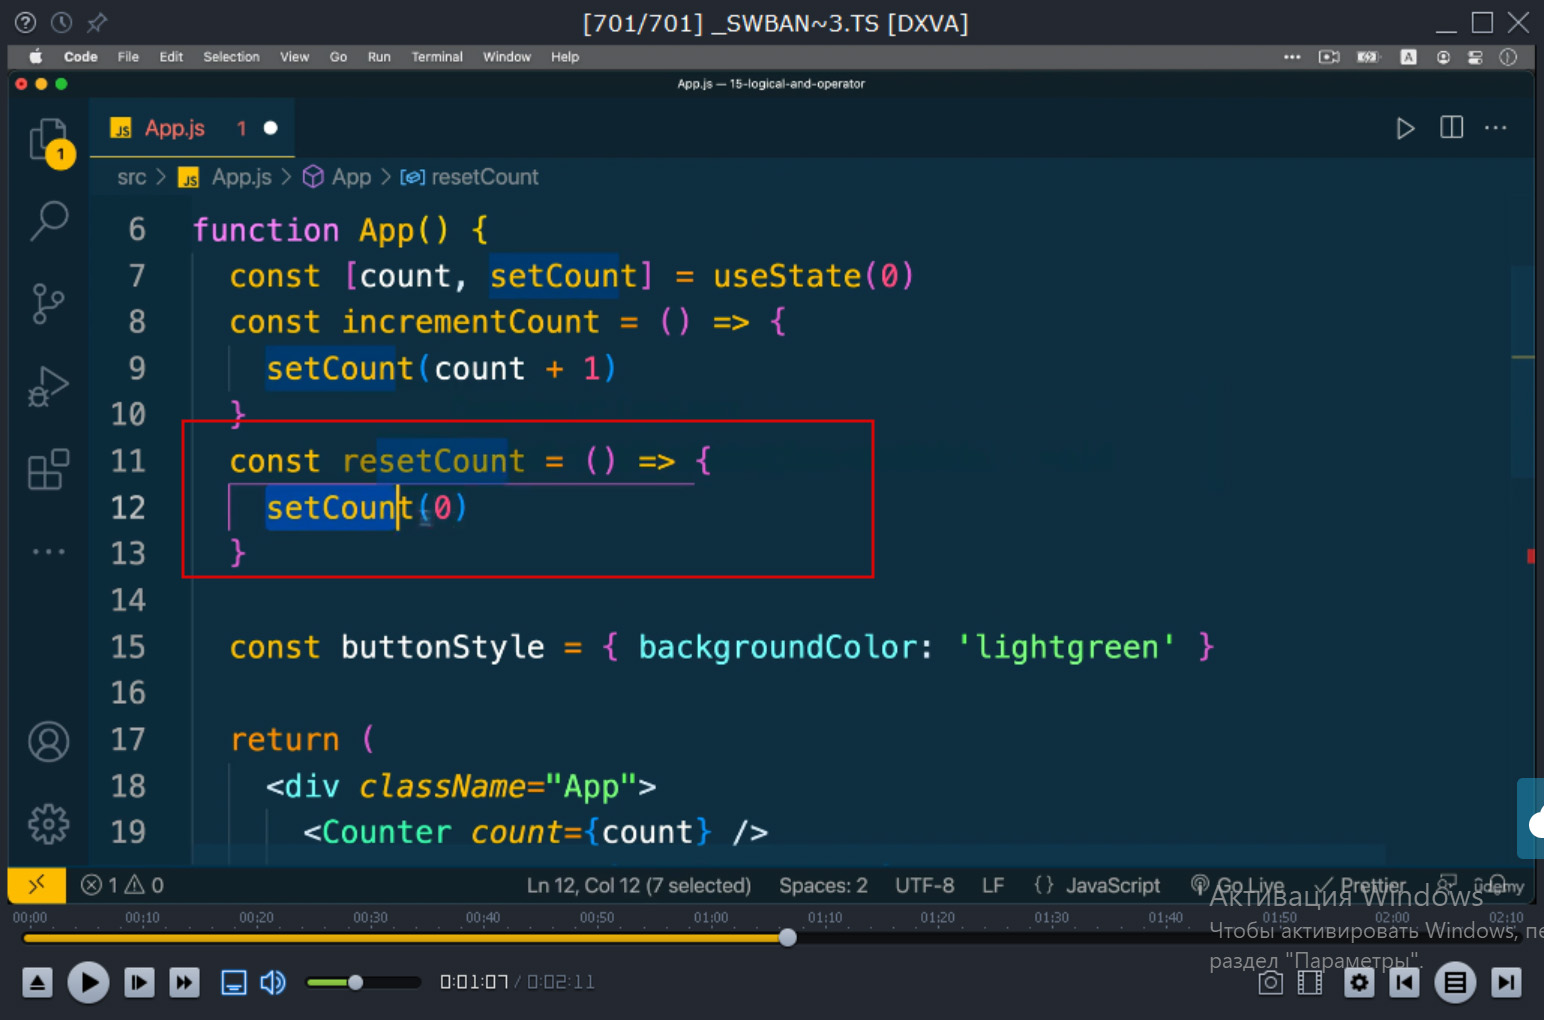 [701/701] _SWBAN~3.TS [DXVA]
Code File Edit Selection View Go Run Terminal Window Help
A
App.js — 15-logical-and-operator
JS App.js 1
1
src > JS App.js > App > resetCount
6 function App() {
7 const [count, setCount] = useState(0)
8 const incrementCount = () => {
9 setCount(count + 1)
10 }
11 const resetCount = () => {
12 setCount(0)
13 }
14
15 const buttonStyle = { backgroundColor: 'lightgreen' }
16
17 return (
18 <div className="App">
19 <Counter count={count} />
1 0 Ln 12, Col 12 (7 selected) Spaces: 2 UTF-8 LF {} JavaScript Go Live Prettier
ûdemy
00:00 00:10 00:20 00:30 00:40 00:50 01:00 01:10 01:20 01:30 01:40 01:50 02:00 02:10
Активация Windows
Чтобы активировать Windows, пе
раздел "Параметры".
0:01:07 / 0:02:11